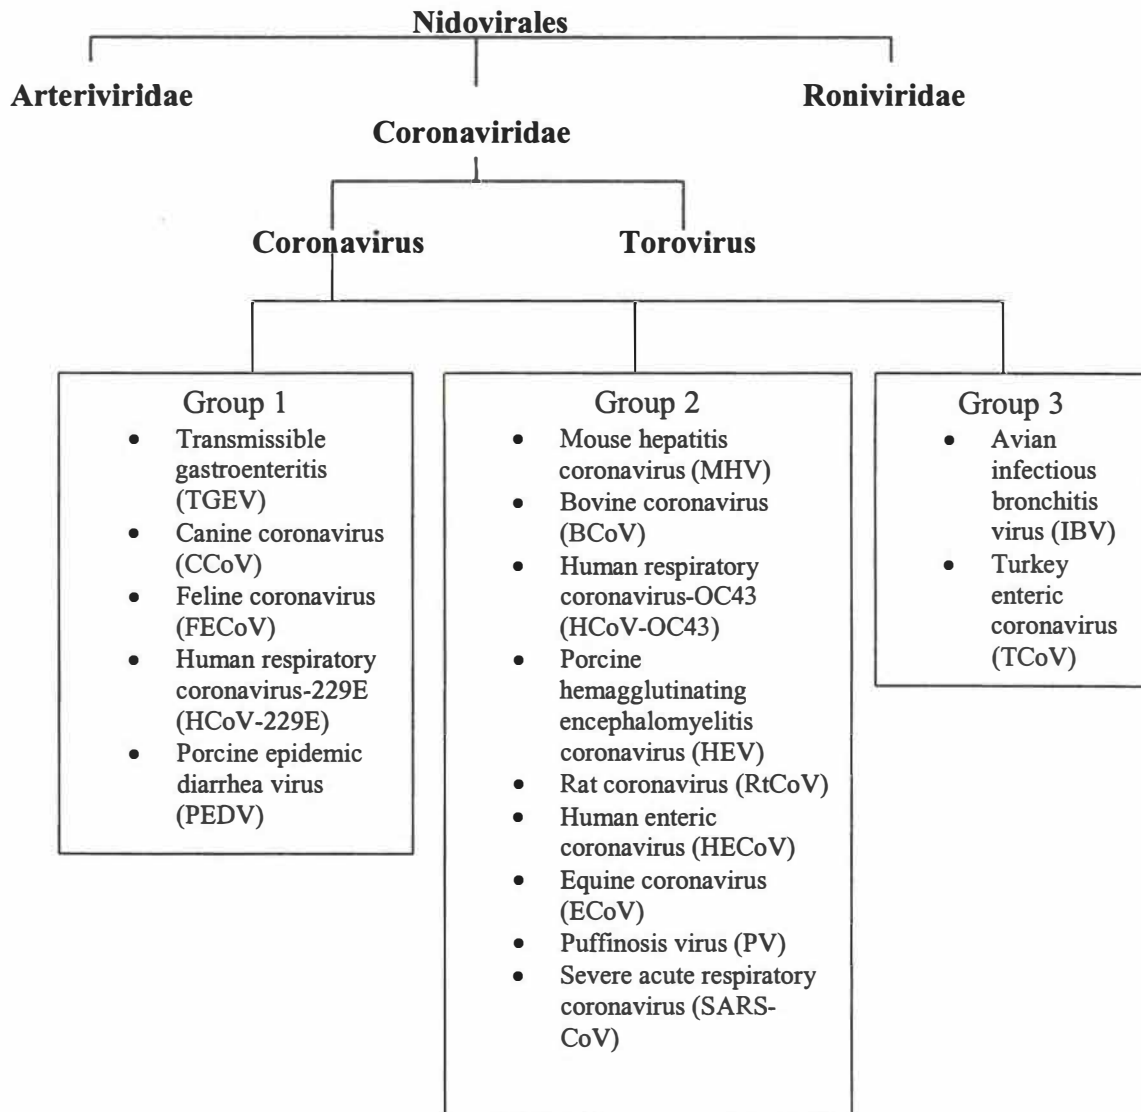 Nidovirales
Arteriviridae
Roniviridae
Coronaviridae
Coronavirus
Torovirus
Group 1
• Transmissible
gastroenteritis
(TGEV)
• Canine coronavirus
(CCoV)
• Feline coronavirus
(FECoV)
• Human respiratory
coronavirus-229E
(HCoV-229E)
• Porcine epidemic
diarrhea virus
(PEDV)
Group 2
• Mouse hepatitis
coronavirus (MHV)
• Bovine coronavirus
(BCoV)
• Human respiratory
coronavirus-OC43
(HCoV-OC43)
• Porcine
hemagglutinating
encephalomyelitis
coronavirus (HEV)
• Rat coronavirus (RtCoV)
• Human enteric
coronavirus (HECoV)
• Equine coronavirus
(ECoV)
• Puffinosis virus (PV)
• Severe acute respiratory
coronavirus (SARS-
CoV)
Group 3
• Avian
infectious
bronchitis
virus (IBV)
• Turkey
enteric
coronavirus
(TCoV)